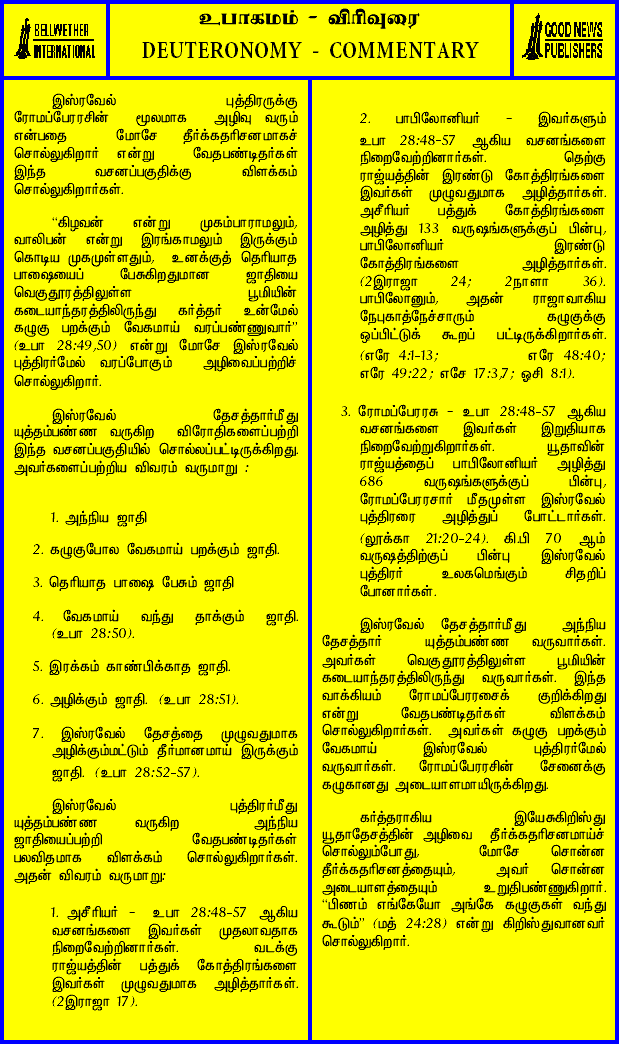 BELLWETHER
INTERNATIONAL
உபாகமம் - விரிவுரை
DEUTERONOMY - COMMENTARY
GOOD NEWS
PUBLISHERS
இஸ்ரவேல் புத்திரருக்கு
ரோமப்பேரரசின் மூலமாக அழிவு வரும்
என்பதை மோசே தீர்க்கதரிசனமாகச்
சொல்லுகிறார் என்று வேதபண்டிதர்கள்
இந்த வசனப்பகுதிக்கு விளக்கம்
சொல்லுகிறார்கள்.
“கிழவன் என்று முகம்பாராமலும்,
வாலிபன் என்று இரங்காமலும் இருக்கும்
கொடிய முகமுள்ளதும், உனக்குத் தெரியாத
பாஷையைப் பேசுகிறதுமான ஜாதியை
வெகுதூரத்திலுள்ள பூமியின்
கடையாந்தரத்திலிருந்து கர்த்தர் உன்மேல்
கழுகு பறக்கும் வேகமாய் வரப்பண்ணுவார்”
(உபா 28:49,50) என்று மோசே இஸ்ரவேல்
புத்திரர்மேல் வரப்போகும் அழிவைப்பற்றிச்
சொல்லுகிறார்.
இஸ்ரவேல் தேசத்தார்மீது
யுத்தம்பண்ண வருகிற விரோதிகளைப்பற்றி
இந்த வசனப்பகுதியில் சொல்லப்பட்டிருக்கிறது.
அவர்களைப்பற்றிய விவரம் வருமாறு :
1. அந்நிய ஜாதி
2. கழுகுபோல வேகமாய் பறக்கும் ஜாதி.
3. தெரியாத பாஷை பேசும் ஜாதி
4. வேகமாய் வந்து தாக்கும் ஜாதி.
(உபா 28:50).
5. இரக்கம் காண்பிக்காத ஜாதி.
6. அழிக்கும் ஜாதி. (உபா 28:51).
7. இஸ்ரவேல் தேசத்தை முழுவதுமாக
அழிக்கும்மட்டும் தீர்மானமாய் இருக்கும்
ஜாதி. (உபா 28:52-57).
இஸ்ரவேல் புத்திரர்மீது
யுத்தம்பண்ண வருகிற அந்நிய
ஜாதியைப்பற்றி வேதபண்டிதர்கள்
பலவிதமாக விளக்கம் சொல்லுகிறார்கள்.
அதன் விவரம் வருமாறு:
1. அசீரியர் - உபா 28:48-57 ஆகிய
வசனங்களை இவர்கள் முதலாவதாக
நிறைவேற்றினார்கள். வடக்கு
ராஜ்யத்தின் பத்துக் கோத்திரங்களை
இவர்கள் முழுவதுமாக அழித்தார்கள்.
(2இராஜா 17).
2. பாபிலோனியர் - இவர்களும்
உபா 28:48-57 ஆகிய வசனங்களை
நிறைவேற்றினார்கள். தெற்கு
ராஜ்யத்தின் இரண்டு கோத்திரங்களை
இவர்கள் முழுவதுமாக அழித்தார்கள்.
அசீரியர் பத்துக் கோத்திரங்களை
அழித்து 133 வருஷங்களுக்குப் பின்பு,
பாபிலோனியர் இரண்டு
கோத்திரங்களை அழித்தார்கள்.
(2இராஜா 24; 2நாளா 36).
பாபிலோனும், அதன் ராஜாவாகிய
நேபுகாத்நேச்சாரும் கழுகுக்கு
ஒப்பிட்டுக் கூறப் பட்டிருக்கிறார்கள்.
(எரே 4:1-13; எரே 48:40;
எரே 49:22; எசே 17:3,7; ஓசி 8:1).
3. ரோமப்பேரரசு - உபா 28:48-57 ஆகிய
வசனங்களை இவர்கள் இறுதியாக
நிறைவேற்றுகிறார்கள். யூதாவின்
ராஜ்யத்தைப் பாபிலோனியர் அழித்து
686 வருஷங்களுக்குப் பின்பு,
ரோமப்பேரரசார் மீதமுள்ள இஸ்ரவேல்
புத்திரரை அழித்துப் போட்டார்கள்.
(லூக்கா 21:20-24). கி.பி 70 ஆம்
வருஷத்திற்குப் பின்பு இஸ்ரவேல்
புத்திரர் உலகமெங்கும் சிதறிப்
போனார்கள்.
இஸ்ரவேல் தேசத்தார்மீது அந்நிய
தேசத்தார் யுத்தம்பண்ண வருவார்கள்.
அவர்கள் வெகுதூரத்திலுள்ள பூமியின்
கடையாந்தரத்திலிருந்து வருவார்கள். இந்த
வாக்கியம் ரோமப்பேரரசைக் குறிக்கிறது
என்று வேதபண்டிதர்கள் விளக்கம்
சொல்லுகிறார்கள். அவர்கள் கழுகு பறக்கும்
வேகமாய் இஸ்ரவேல் புத்திரர்மேல்
வருவார்கள். ரோமப்பேரரசின் சேனைக்கு
கழுகானது அடையாளமாயிருக்கிறது.
கர்த்தராகிய இயேசுகிறிஸ்து
யூதாதேசத்தின் அழிவை தீர்க்கதரிசனமாய்ச்
சொல்லும்போது, மோசே சொன்ன
தீர்க்கதரிசனத்தையும், அவர் சொன்ன
அடையாளத்தையும் உறுதிபண்ணுகிறார்.
“பிணம் எங்கேயோ அங்கே கழுகுகள் வந்து
கூடும்” (மத் 24:28) என்று கிறிஸ்துவானவர்
சொல்லுகிறார்.